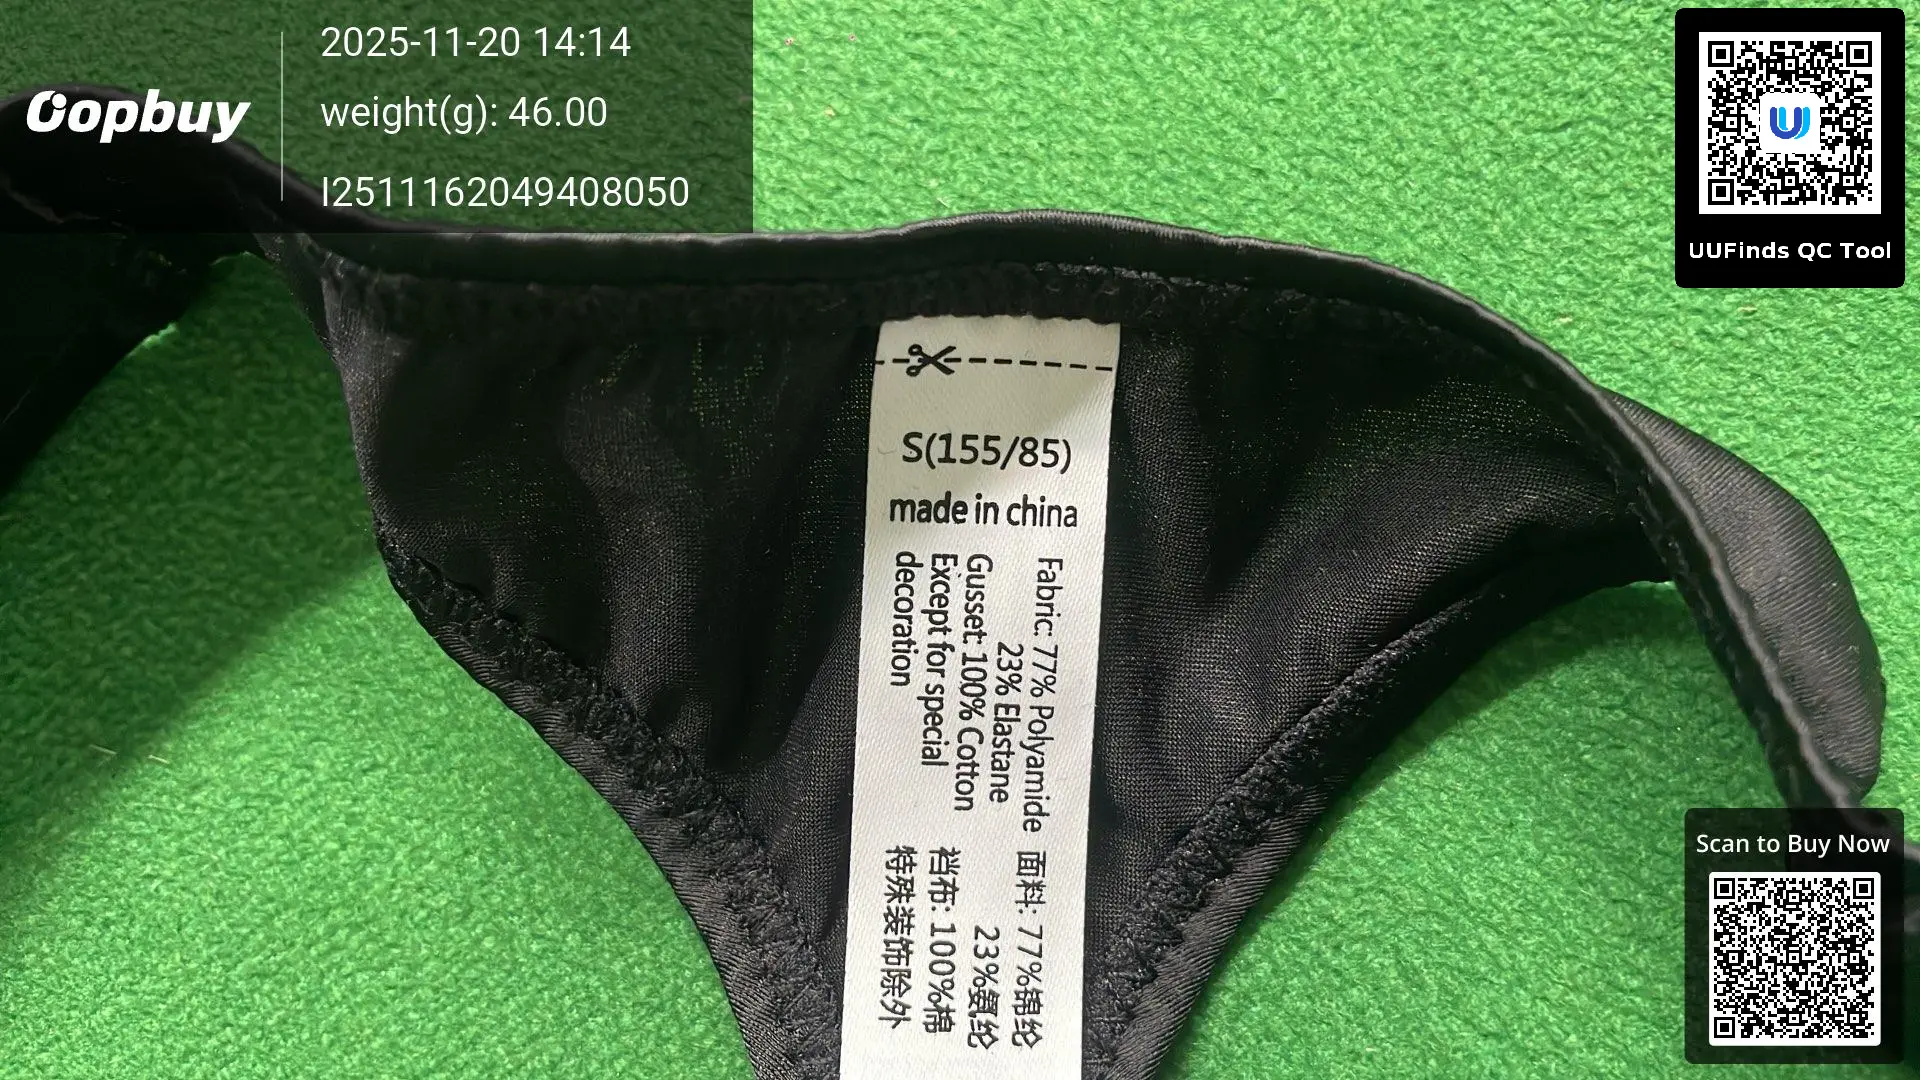 Oopbuy
2025-11-20 14:14
weight(g): 46.00
I2511162049408050
UUFinds QC Tool
S(155/85)
made in china
Fabric: 77% Polyamide
23% Elastane
Gusset: 100% Cotton
Except for special
decoration
面料: 77%锦纶
23%氨纶
裆布: 100%棉
特殊装饰除外
Scan to Buy Now